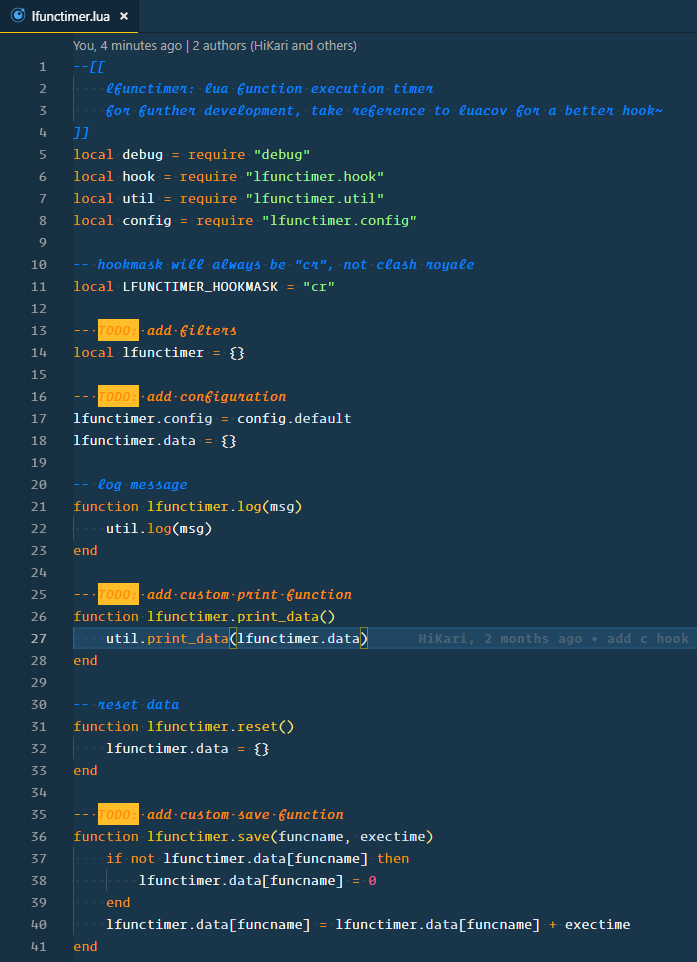 lfunctimer.lua ×
You, 4 minutes ago | 2 authors (HiKari and others)
1 --[[
2     lfunctimer: lua function execution timer
3     for further development, take reference to luacov for a better hook~
4 ]]
5 local debug = require "debug"
6 local hook = require "lfunctimer.hook"
7 local util = require "lfunctimer.util"
8 local config = require "lfunctimer.config"
9
10 -- hookmask will always be "cr", not clash royale
11 local LFUNCTIMER_HOOKMASK = "cr"
12
13 -- TODO: add filters
14 local lfunctimer = {}
15
16 -- TODO: add configuration
17 lfunctimer.config = config.default
18 lfunctimer.data = {}
19
20 -- log message
21 function lfunctimer.log(msg)
22     util.log(msg)
23 end
24
25 -- TODO: add custom print function
26 function lfunctimer.print_data()
27     util.print_data(lfunctimer.data) HiKari, 2 months ago • add c hook
28 end
29
30 -- reset data
31 function lfunctimer.reset()
32     lfunctimer.data = {}
33 end
34
35 -- TODO: add custom save function
36 function lfunctimer.save(funcname, exectime)
37     if not lfunctimer.data[funcname] then
38         lfunctimer.data[funcname] = 0
39     end
40     lfunctimer.data[funcname] = lfunctimer.data[funcname] + exectime
41 end